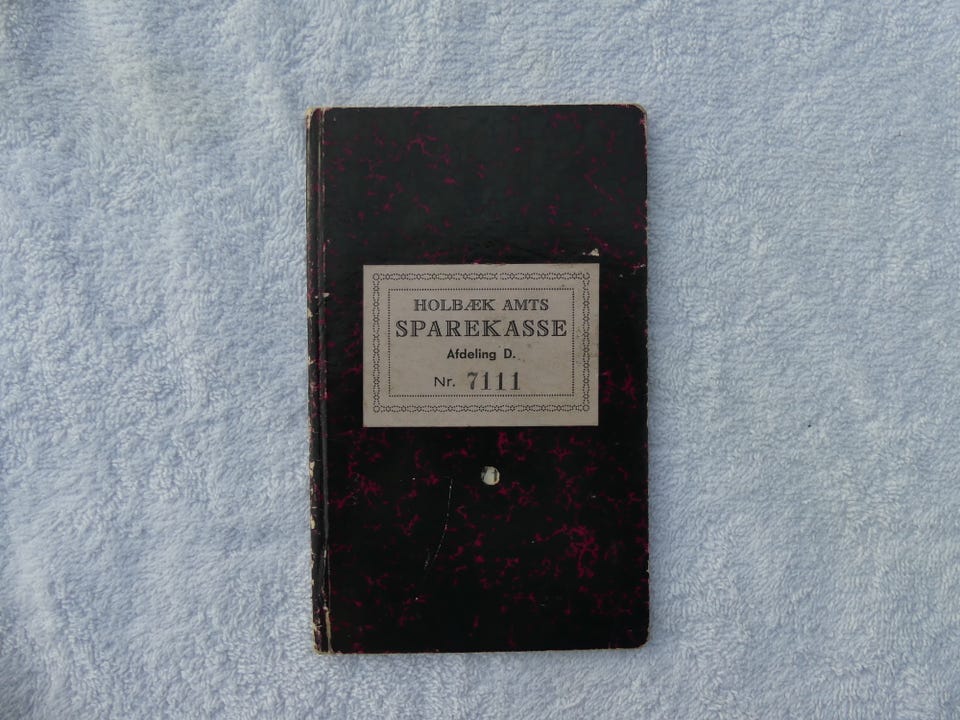 HOLBÆK AMTS
SPAREKASSE
Afdeling D.
Nr. 7111